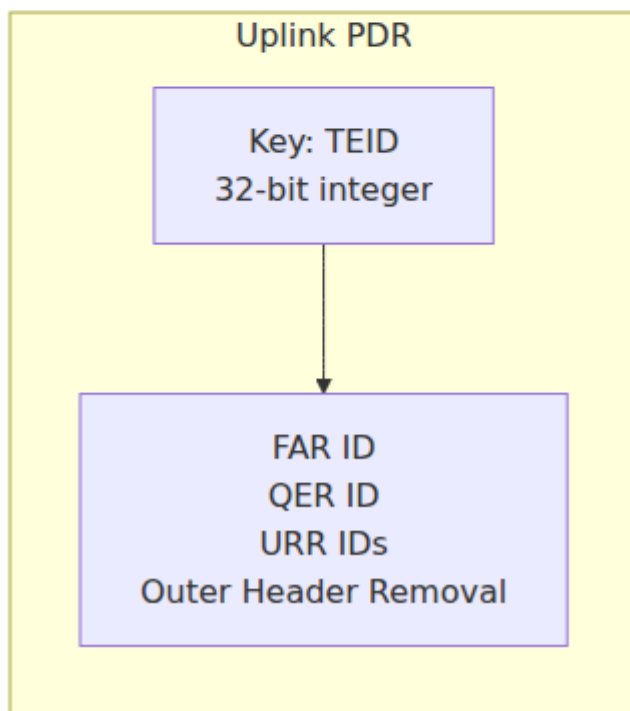 Uplink PDR
Key: TEID
32-bit integer
FAR ID
QER ID
URR IDs
Outer Header Removal